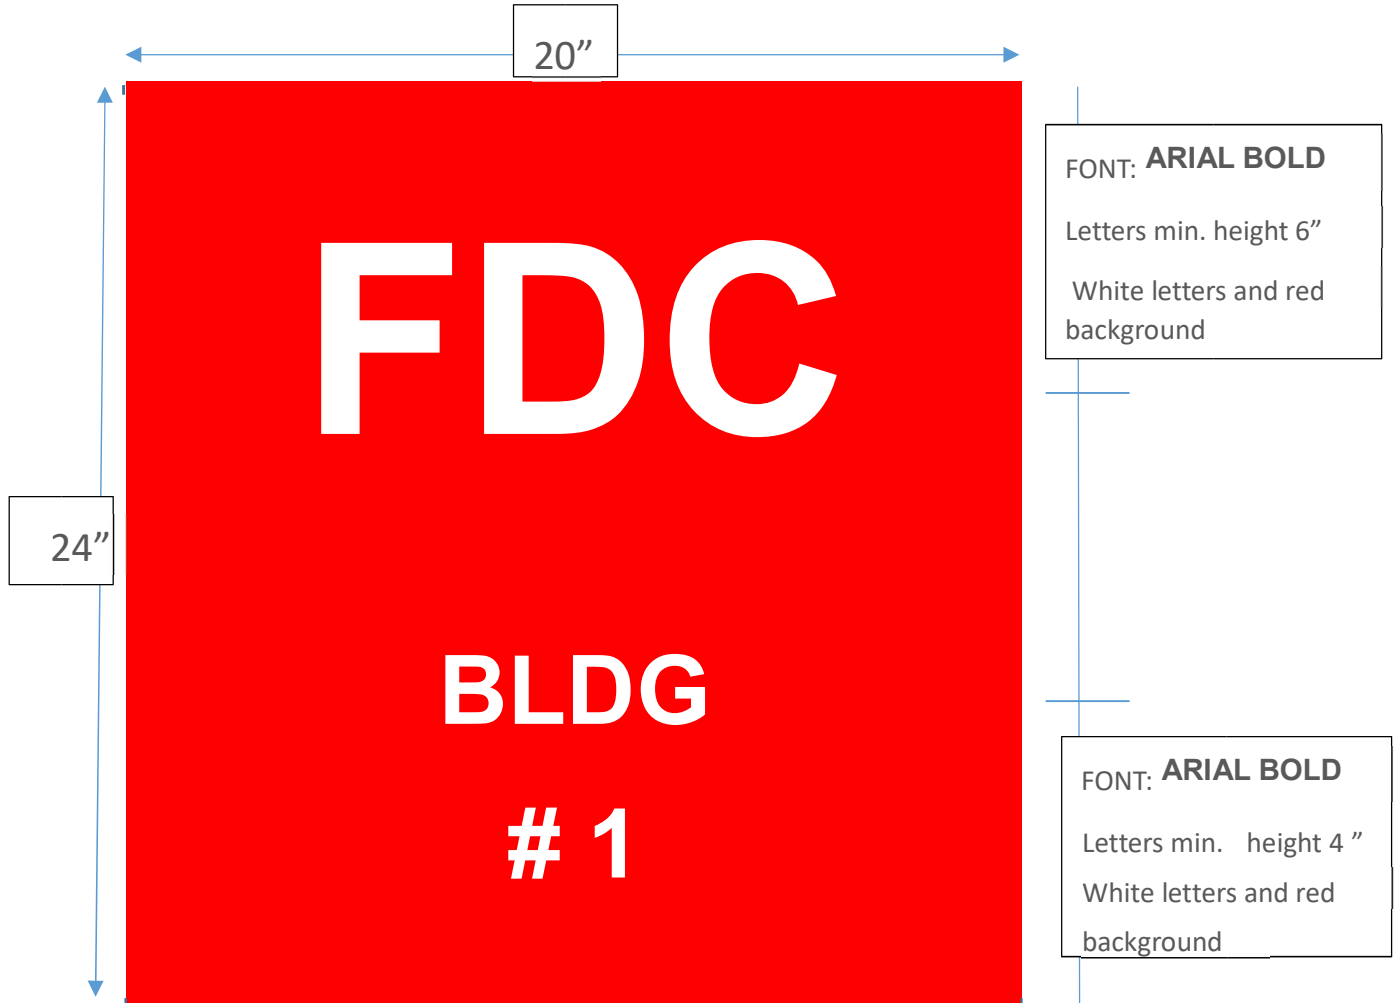 20”
FONT: ARIAL BOLD
Letters min. height 6”
White letters and red
background
FDC
24”
BLDG
# 1
FONT: ARIAL BOLD
Letters min. height 4 ”
White letters and red
background